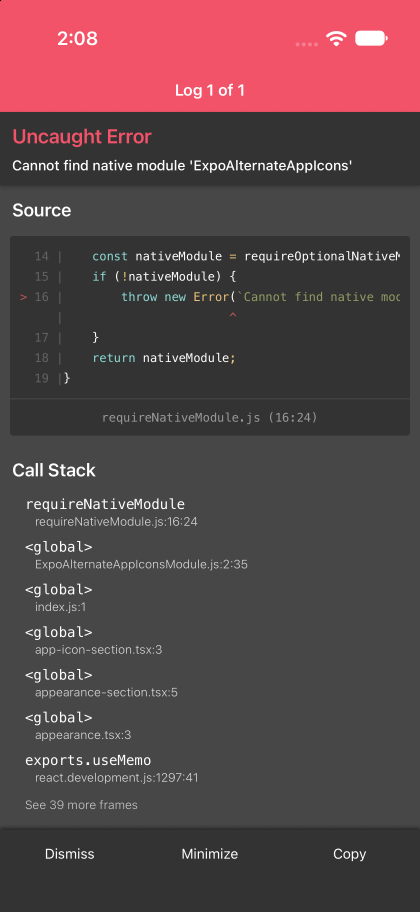 2:08
Log 1 of 1
Uncaught Error
Cannot find native module 'ExpoAlternateAppIcons'
Source
14 |     const nativeModule = requireOptionalNativeM
15 |     if (!nativeModule) {
> 16 |         throw new Error(`Cannot find native mod
|                       ^
17 |     }
18 |     return nativeModule;
19 |}
requireNativeModule.js (16:24)
Call Stack
requireNativeModule
requireNativeModule.js:16:24
<global>
ExpoAlternateAppIconsModule.js:2:35
<global>
index.js:1
<global>
app-icon-section.tsx:3
<global>
appearance-section.tsx:5
<global>
appearance.tsx:3
exports.useMemo
react.development.js:1297:41
See 39 more frames
Dismiss
Minimize
Copy